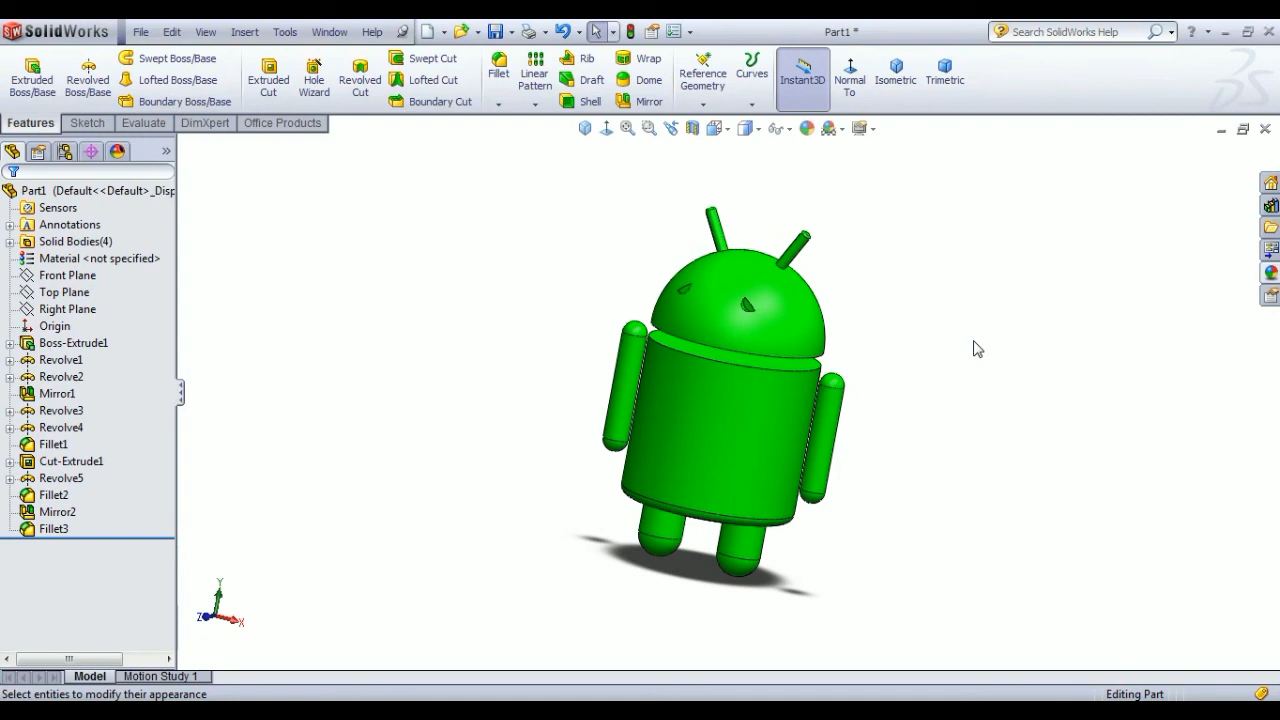 SolidWorks File Edit View Insert Tools Window Help Part1 * Search SolidWorks Help
Extruded Boss/Base
Revolved Boss/Base
Swept Boss/Base
Lofted Boss/Base
Boundary Boss/Base
Extruded Cut
Hole Wizard
Revolved Cut
Swept Cut
Lofted Cut
Boundary Cut
Fillet
Linear Pattern
Rib
Draft
Shell
Wrap
Dome
Mirror
Reference Geometry
Curves
Instant3D
Normal To
Isometric
Trimetric
Features Sketch Evaluate DimXpert Office Products
Part1 (Default<<Default>_Disp
Sensors
Annotations
Solid Bodies(4)
Material <not specified>
Front Plane
Top Plane
Right Plane
Origin
Boss-Extrude1
Revolve1
Revolve2
Mirror1
Revolve3
Revolve4
Fillet1
Cut-Extrude1
Revolve5
Fillet2
Mirror2
Fillet3
Y
Z X
Model Motion Study 1
Select entities to modify their appearance Editing Part